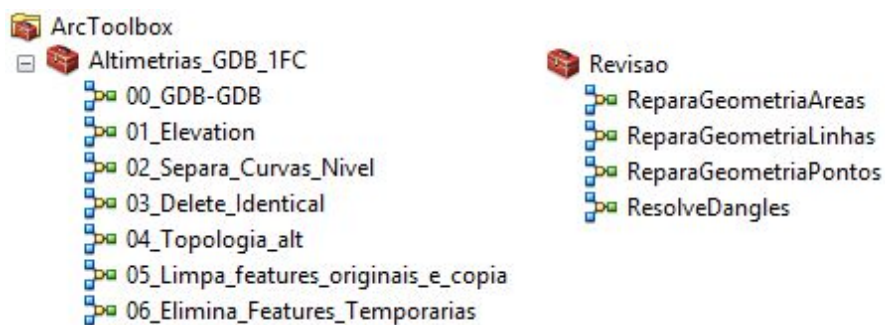 ArcToolbox
Altimetrias_GDB_1FC
00_GDB-GDB
01_Elevation
02_Separa_Curvas_Nivel
03_Delete_Identical
04_Topologia_alt
05_Limpa_features_originais_e_copia
06_Elimina_Features_Temporarias
Revisao
ReparaGeometriaAreas
ReparaGeometriaLinhas
ReparaGeometriaPontos
ResolveDangles